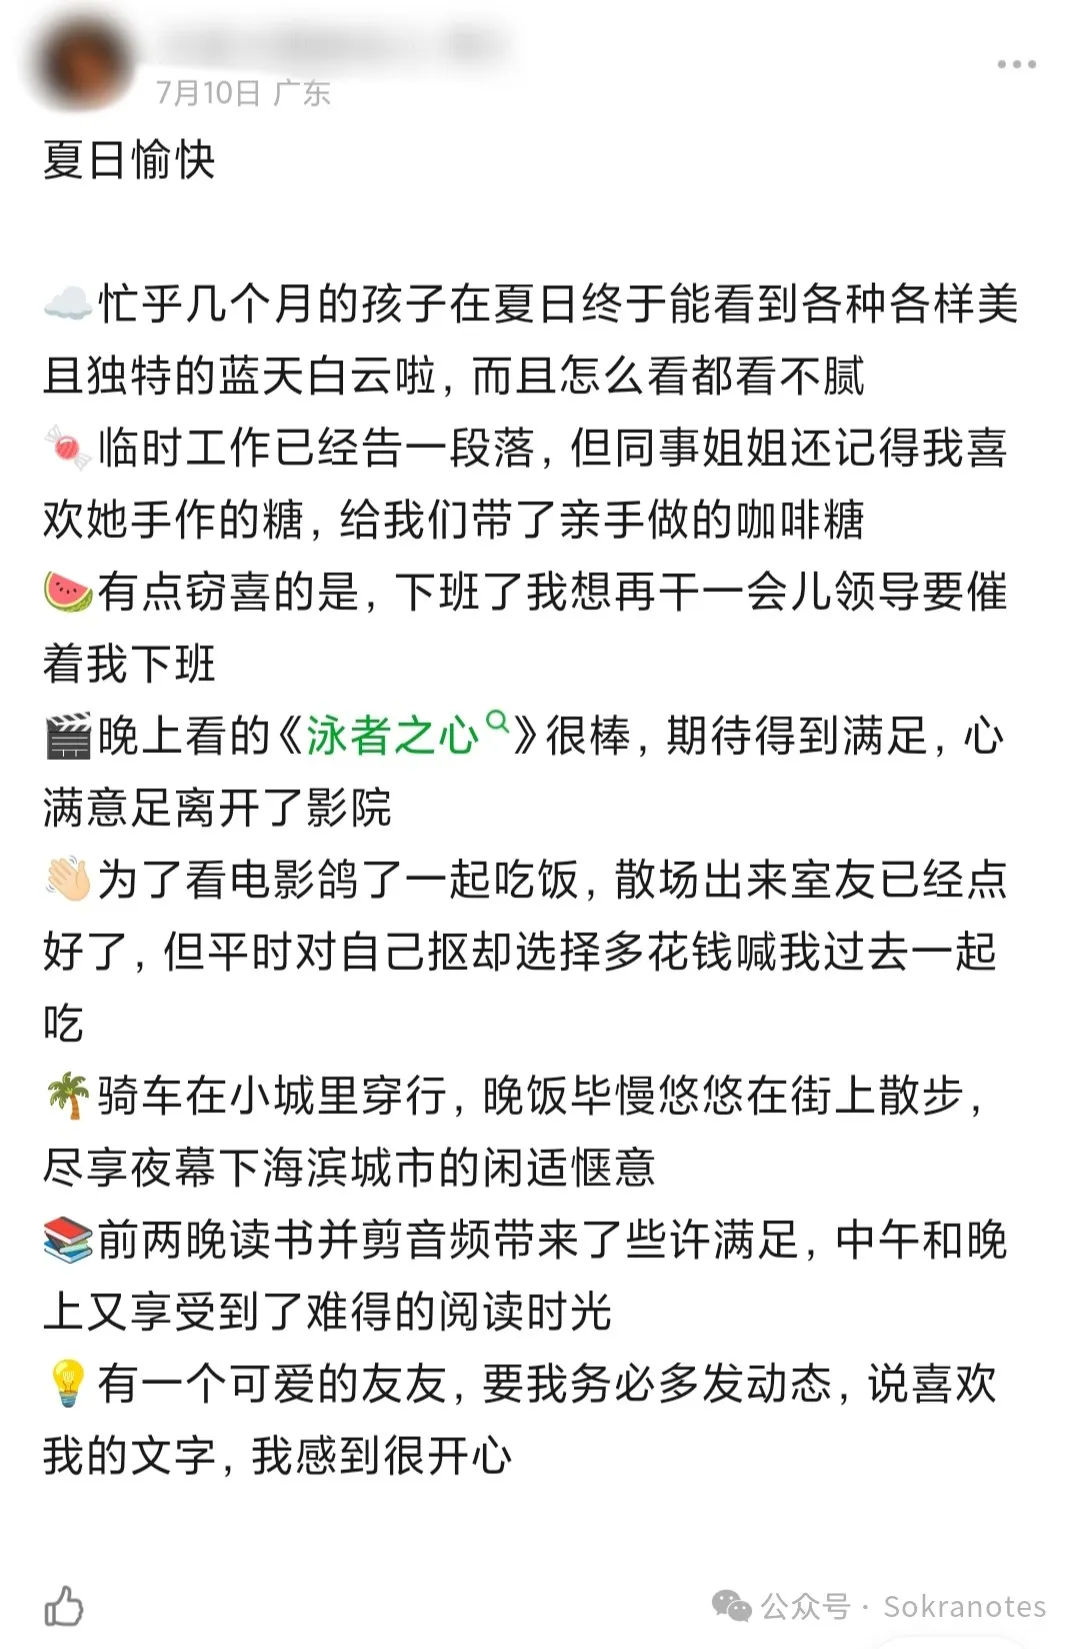 7月10日 广东
夏日愉快
☁️忙乎几个月的孩子在夏日终于能看到各种各样美
且独特的蓝天白云啦，而且怎么看都看不腻
🍬临时工作已经告一段落，但同事姐姐还记得我喜
欢她手作的糖，给我们带了亲手做的咖啡糖
🍉有点窃喜的是，下班了我想再干一会儿领导要催
着我下班
🎬晚上看的《泳者之心》很棒，期待得到满足，心
满意足离开了影院
👋🏻为了看电影鸽了一起吃饭，散场出来室友已经点
好了，但平时对自己抠却选择多花钱喊我过去一起
吃
🌴骑车在小城里穿行，晚饭毕慢悠悠在街上散步，
尽享夜幕下海滨城市的闲适惬意
📚前两晚读书并剪音频带来了些许满足，中午和晚
上又享受到了难得的阅读时光
💡有一个可爱的友友，要我务必多发动态，说喜欢
我的文字，我感到很开心
公众号 · Sokranotes